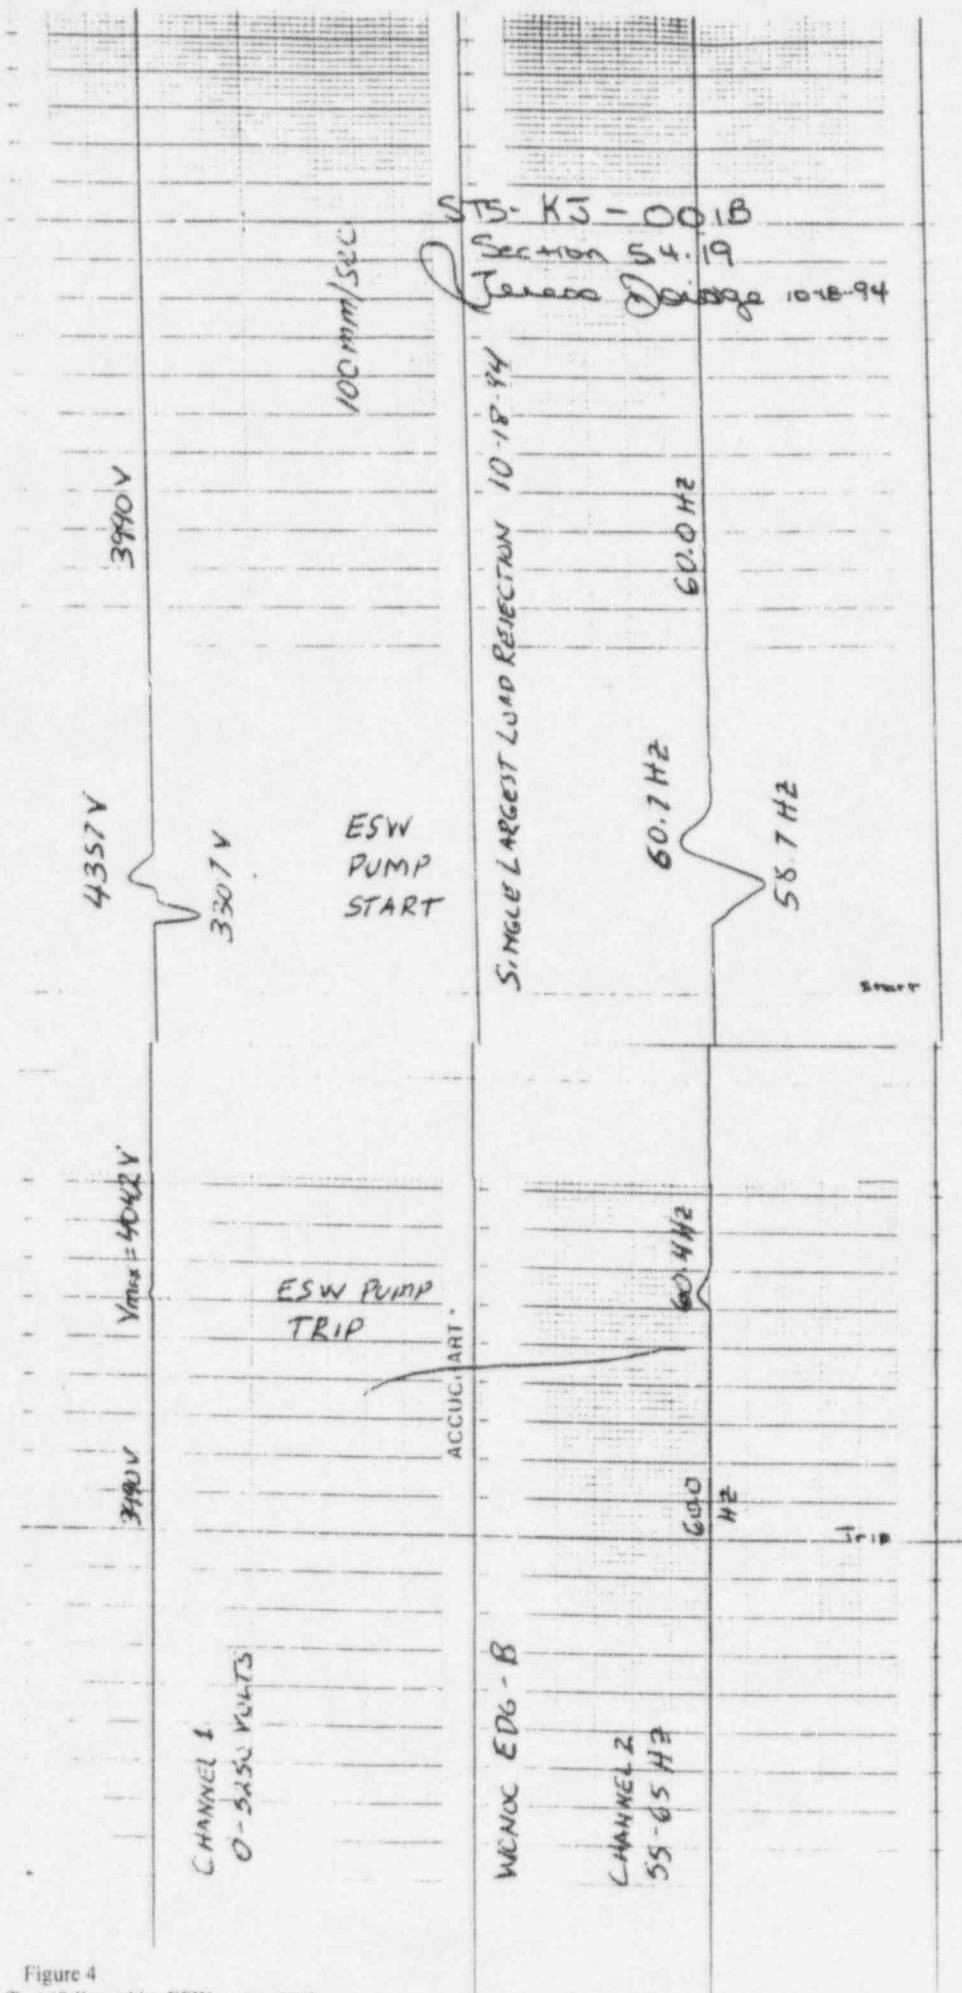 STS-KJ-001B
Section 5.4.19
10-18-94
100mm/sec
3990V
SINGLE LARGEST LOAD REJECTION 10-18-94
60.0 HZ
4357V
3307V
ESW
PUMP
START
60.7 HZ
58.7 HZ
Start
Vmax = 4042V
ESW PUMP
TRIP
60.4 HZ
ACCUCHART
3990V
60.0
HZ
Trip
CHANNEL 1
0-5250 VOLTS
WCNOC EDG-B
CHANNEL 2
55-65 HZ
Figure 4